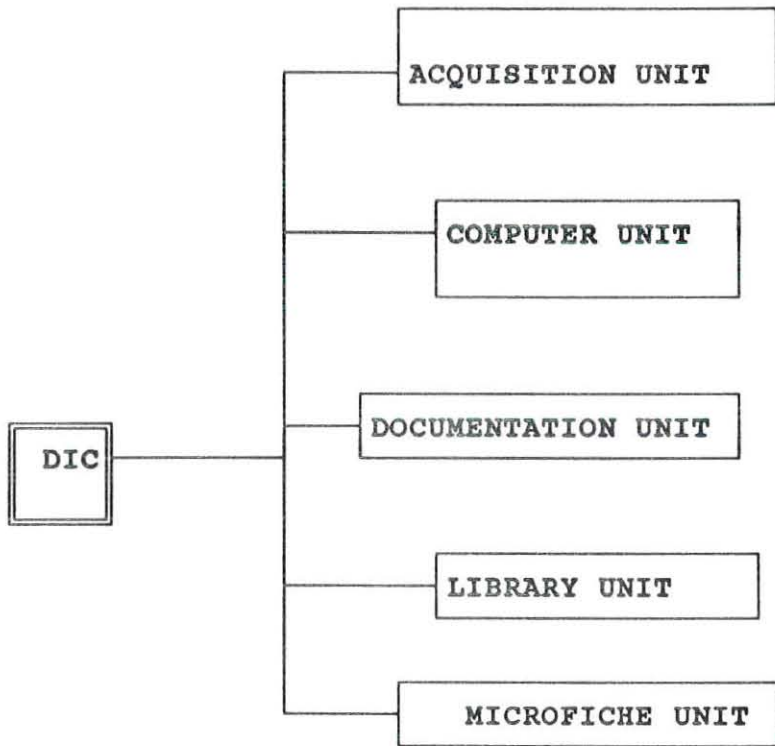 ACQUISITION UNIT
COMPUTER UNIT
DOCUMENTATION UNIT
DIC
LIBRARY UNIT
MICROFICHE UNIT